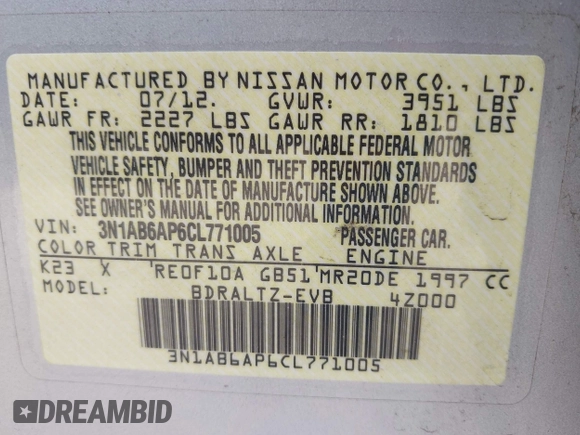 MANUFACTURED BY NISSAN MOTOR CO., LTD.
DATE: 07/12. GVWR: 3951 LBS
GAWR FR: 2227 LBS GAWR RR: 1810 LBS
THIS VEHICLE CONFORMS TO ALL APPLICABLE FEDERAL MOTOR
VEHICLE SAFETY, BUMPER AND THEFT PREVENTION STANDARDS
IN EFFECT ON THE DATE OF MANUFACTURE SHOWN ABOVE.
SEE OWNER'S MANUAL FOR ADDITIONAL INFORMATION.
VIN: 3N1AB6AP6CL771005 PASSENGER CAR.
COLOR TRIM TRANS AXLE ENGINE
K23 X 'RE0F10A GB51'MR20DE 1997 CC
MODEL: BDRALTZ-EVB 4Z000
3N1AB6AP6CL771005
DREAMBID